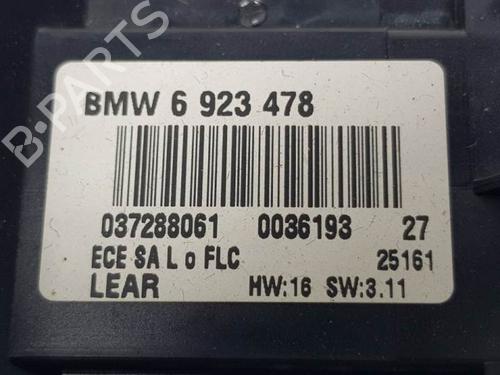 BMW 6 923 478
037288061 0036193 27
ECE SA L o FLC 25161
LEAR HW:16 SW:3.11
B-PARTS